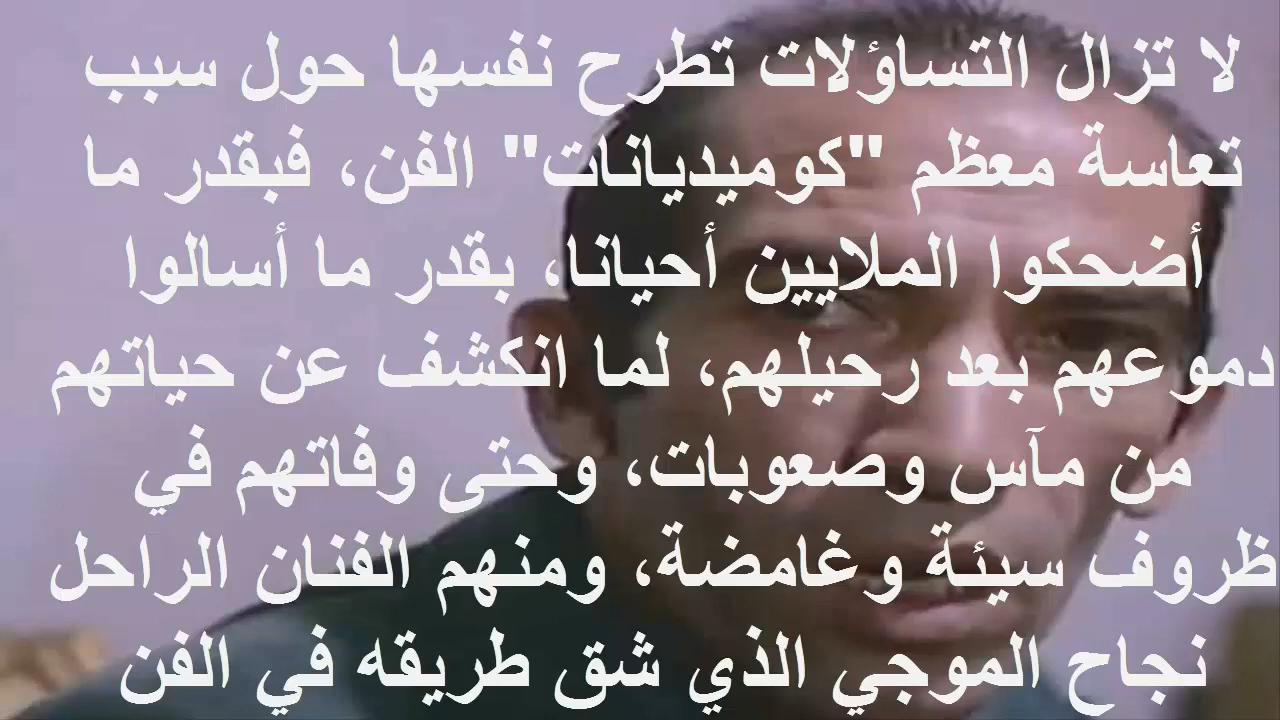 لا تزال التساؤلات تطرح نفسها حول سبب
تعاسة معظم "كوميديانات" الفن، فبقدر ما
أضحكوا الملايين أحيانا، بقدر ما أسالوا
دموعهم بعد رحيلهم، لما انكشف عن حياتهم
من مآس وصعوبات، وحتى وفاتهم في
ظروف سيئة وغامضة، ومنهم الفنان الراحل
نجاح الموجي الذي شق طريقه في الفن